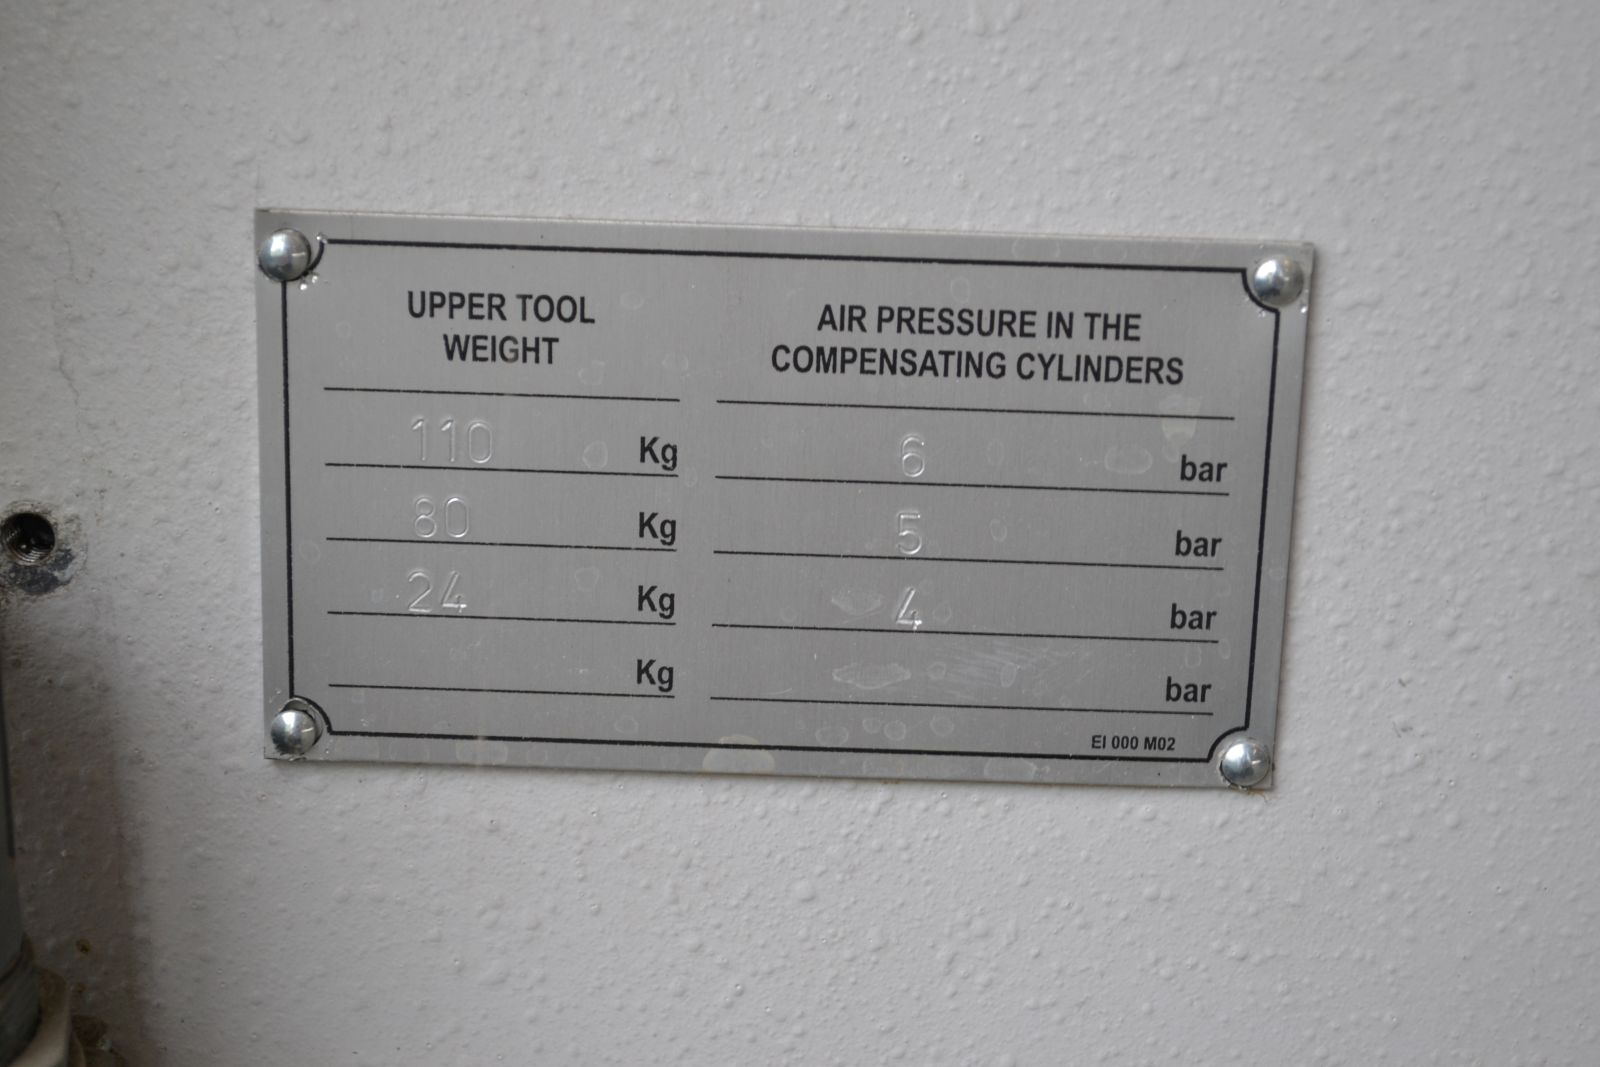 UPPER TOOL
WEIGHT
AIR PRESSURE IN THE
COMPENSATING CYLINDERS
110 Kg 6 bar
80 Kg 5 bar
24 Kg 4 bar
Kg bar
EI 000 M02